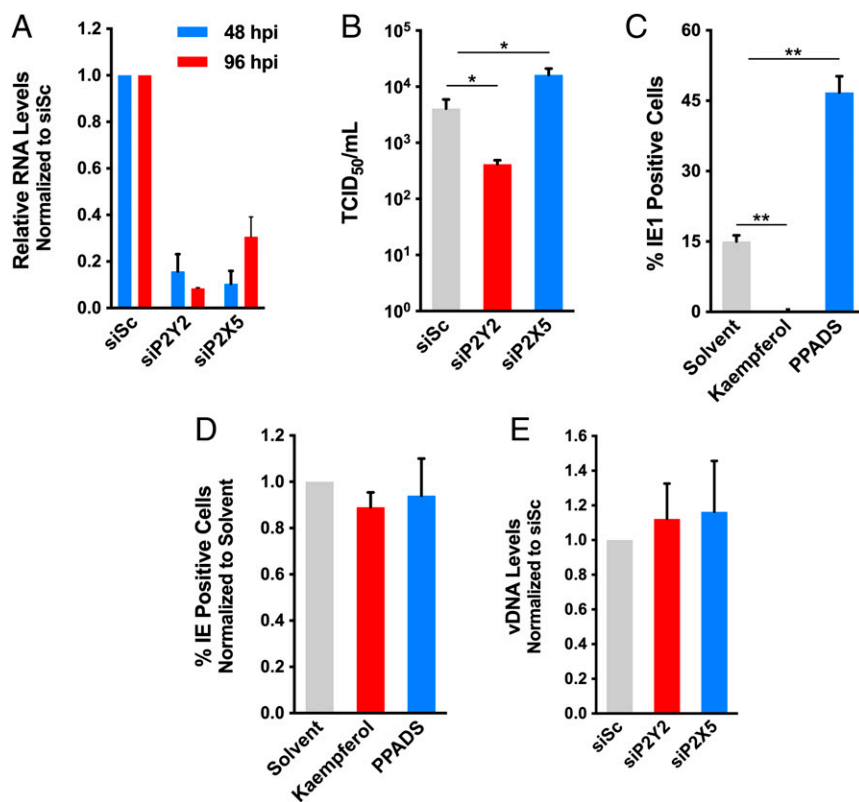 A
Relative RNA Levels
Normalized to siSc
1.2
1.0
0.8
0.6
0.4
0.2
0.0
48 hpi
96 hpi
siSc
siP2Y2
siP2X5
B
TCID50/mL
10^5
10^4
10^3
10^2
10^1
10^0
*
*
siSc
siP2Y2
siP2X5
C
% IE1 Positive Cells
60
45
30
15
0
**
**
Solvent
Kaempferol
PPADS
D
% IE Positive Cells
Normalized to Solvent
1.2
1.0
0.8
0.6
0.4
0.2
0.0
Solvent
Kaempferol
PPADS
E
vDNA Levels
Normalized to siSc
1.6
1.4
1.2
1.0
0.8
0.6
0.4
0.2
0.0
siSc
siP2Y2
siP2X5